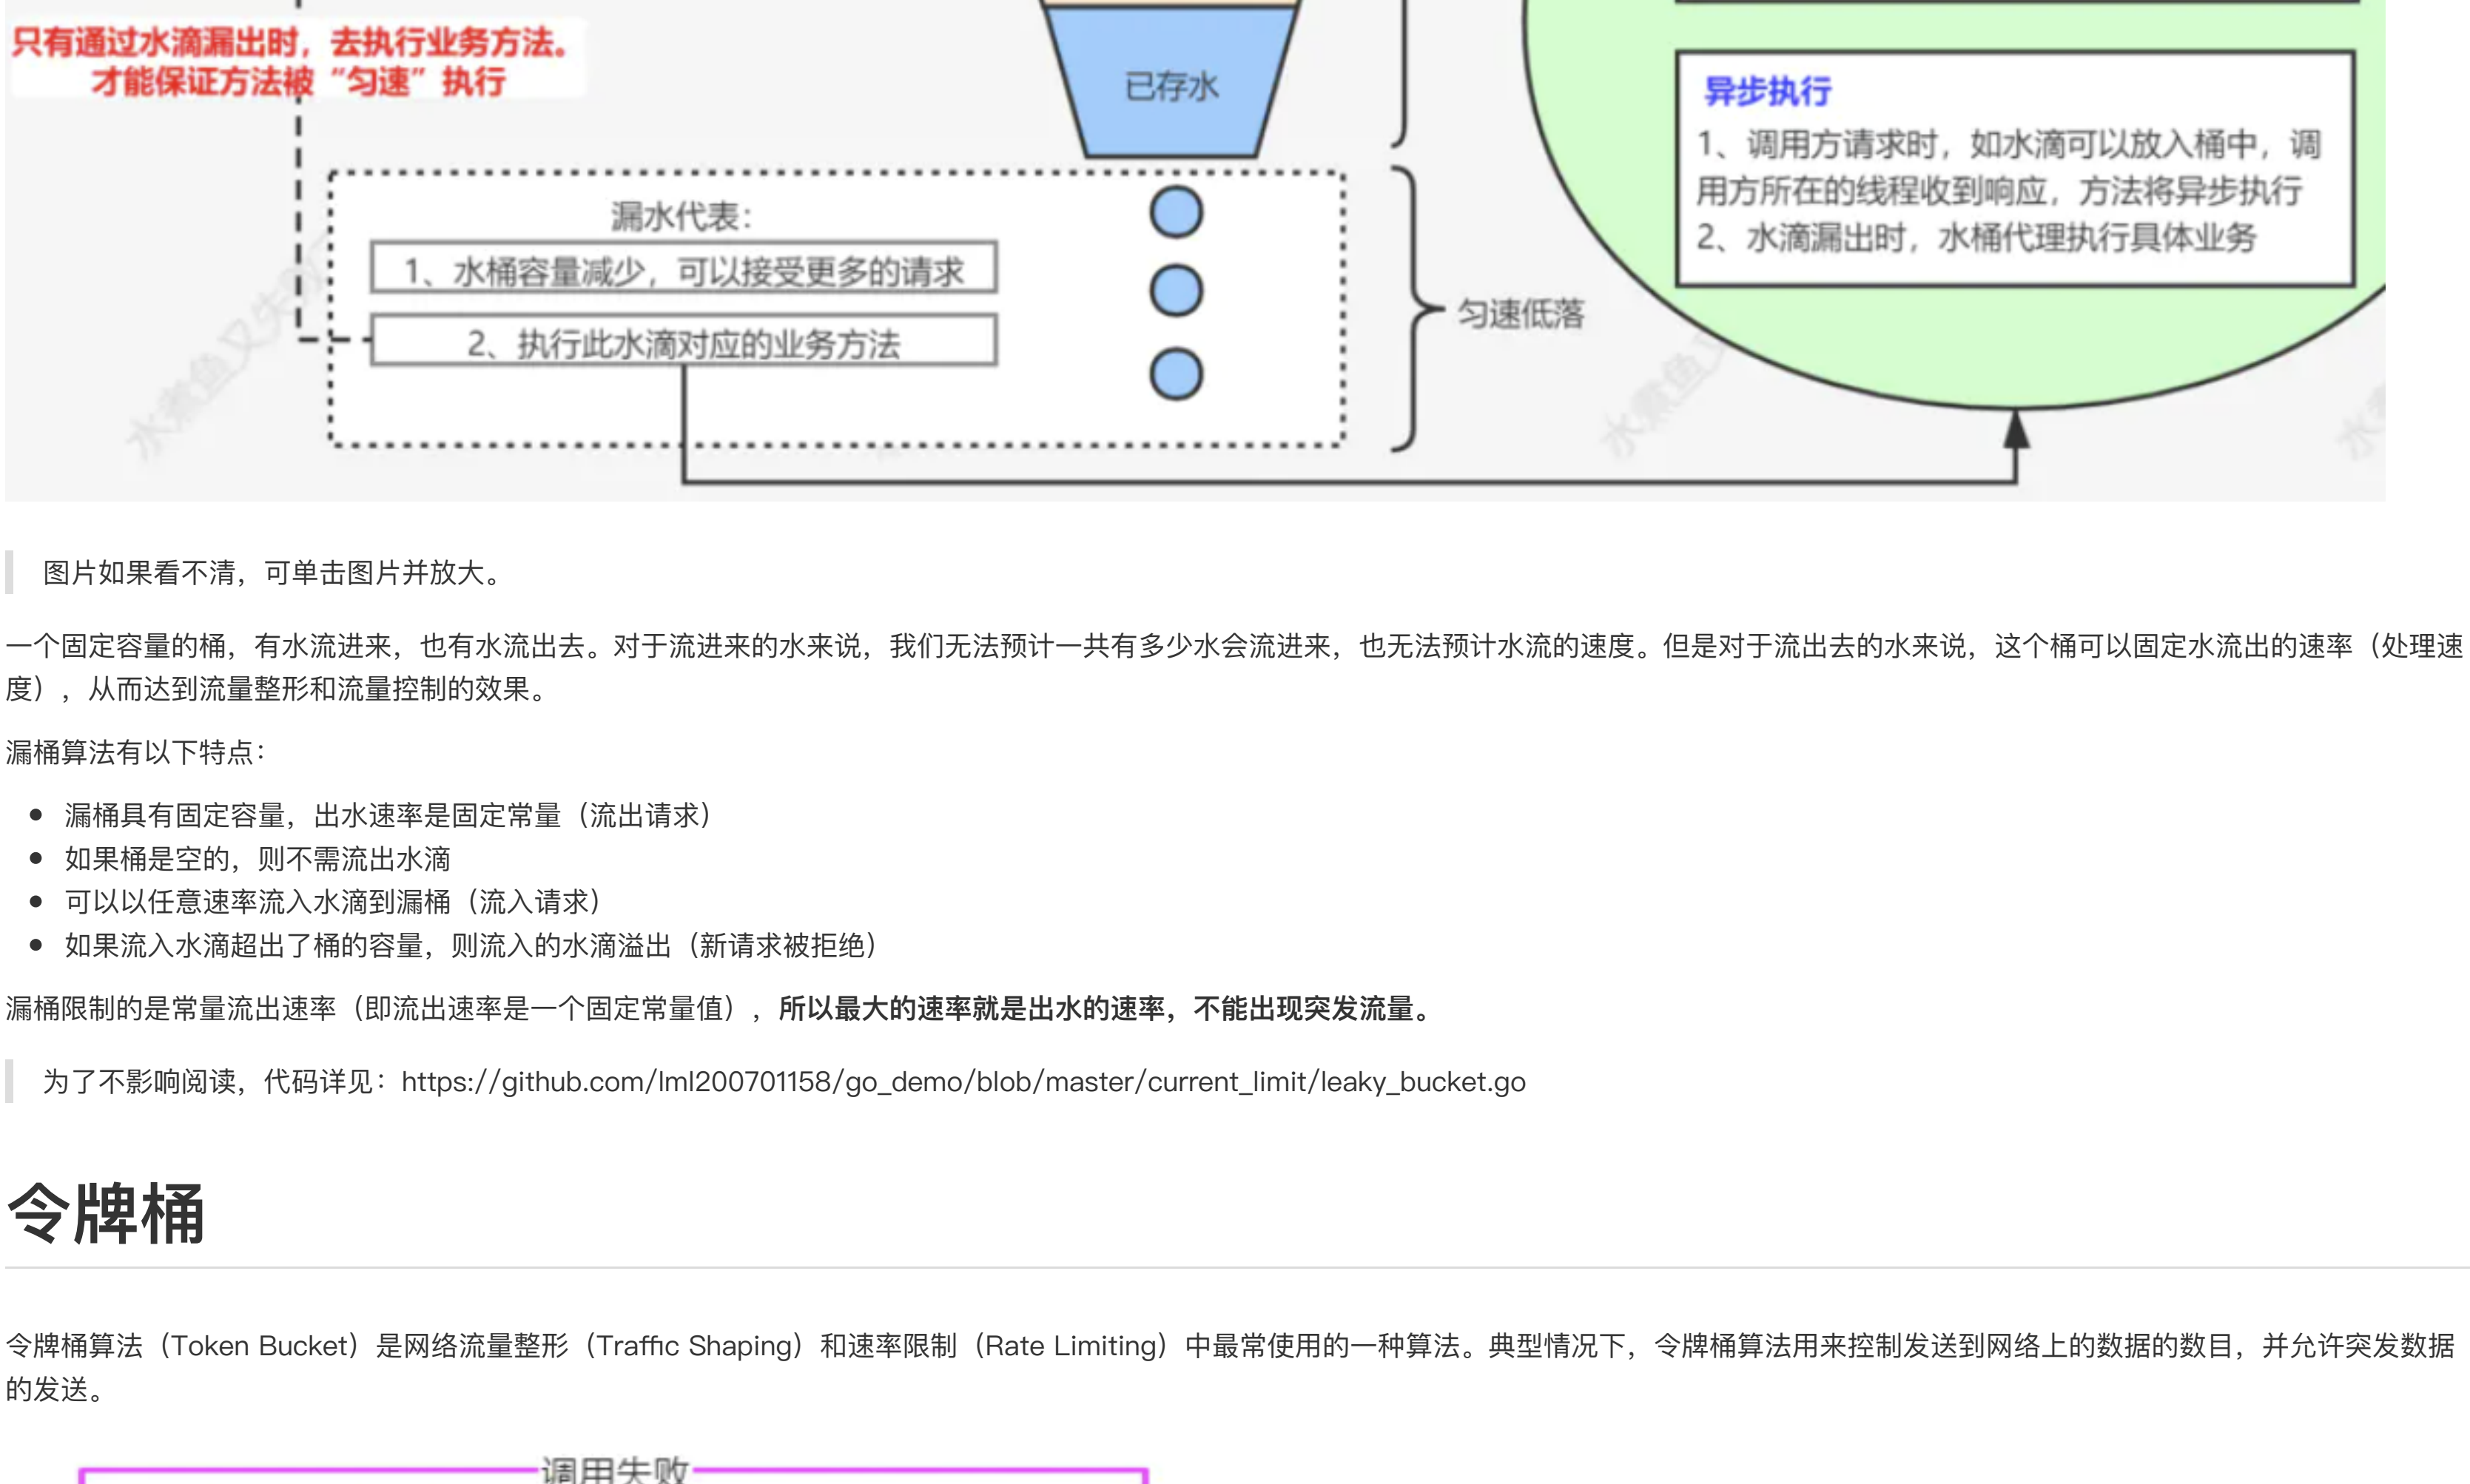 只有通过水滴漏出时，去执行业务方法。
才能保证方法被“匀速”执行
已存水
异步执行
1、调用方请求时，如水滴可以放入桶中，调
用方所在的线程收到响应，方法将异步执行
2、水滴漏出时，水桶代理执行具体业务
漏水代表：
1、水桶容量减少，可以接受更多的请求
2、执行此水滴对应的业务方法
匀速低落
图片如果看不清，可单击图片并放大。
一个固定容量的桶，有水流进来，也有水流出去。对于流进来的水来说，我们无法预计一共有多少水会流进来，也无法预计水流的速度。但是对于流出去的水来说，这个桶可以固定水流出的速率（处理速
度），从而达到流量整形和流量控制的效果。
漏桶算法有以下特点：
• 漏桶具有固定容量，出水速率是固定常量（流出请求）
• 如果桶是空的，则不需流出水滴
• 可以以任意速率流入水滴到漏桶（流入请求）
• 如果流入水滴超出了桶的容量，则流入的水滴溢出（新请求被拒绝）
漏桶限制的是常量流出速率（即流出速率是一个固定常量值），所以最大的速率就是出水的速率，不能出现突发流量。
为了不影响阅读，代码详见：https://github.com/lml200701158/go_demo/blob/master/current_limit/leaky_bucket.go
令牌桶
令牌桶算法（Token Bucket）是网络流量整形（Traffic Shaping）和速率限制（Rate Limiting）中最常使用的一种算法。典型情况下，令牌桶算法用来控制发送到网络上的数据的数目，并允许突发数据
的发送。
调用失败
水煮鱼又失败
水煮鱼又